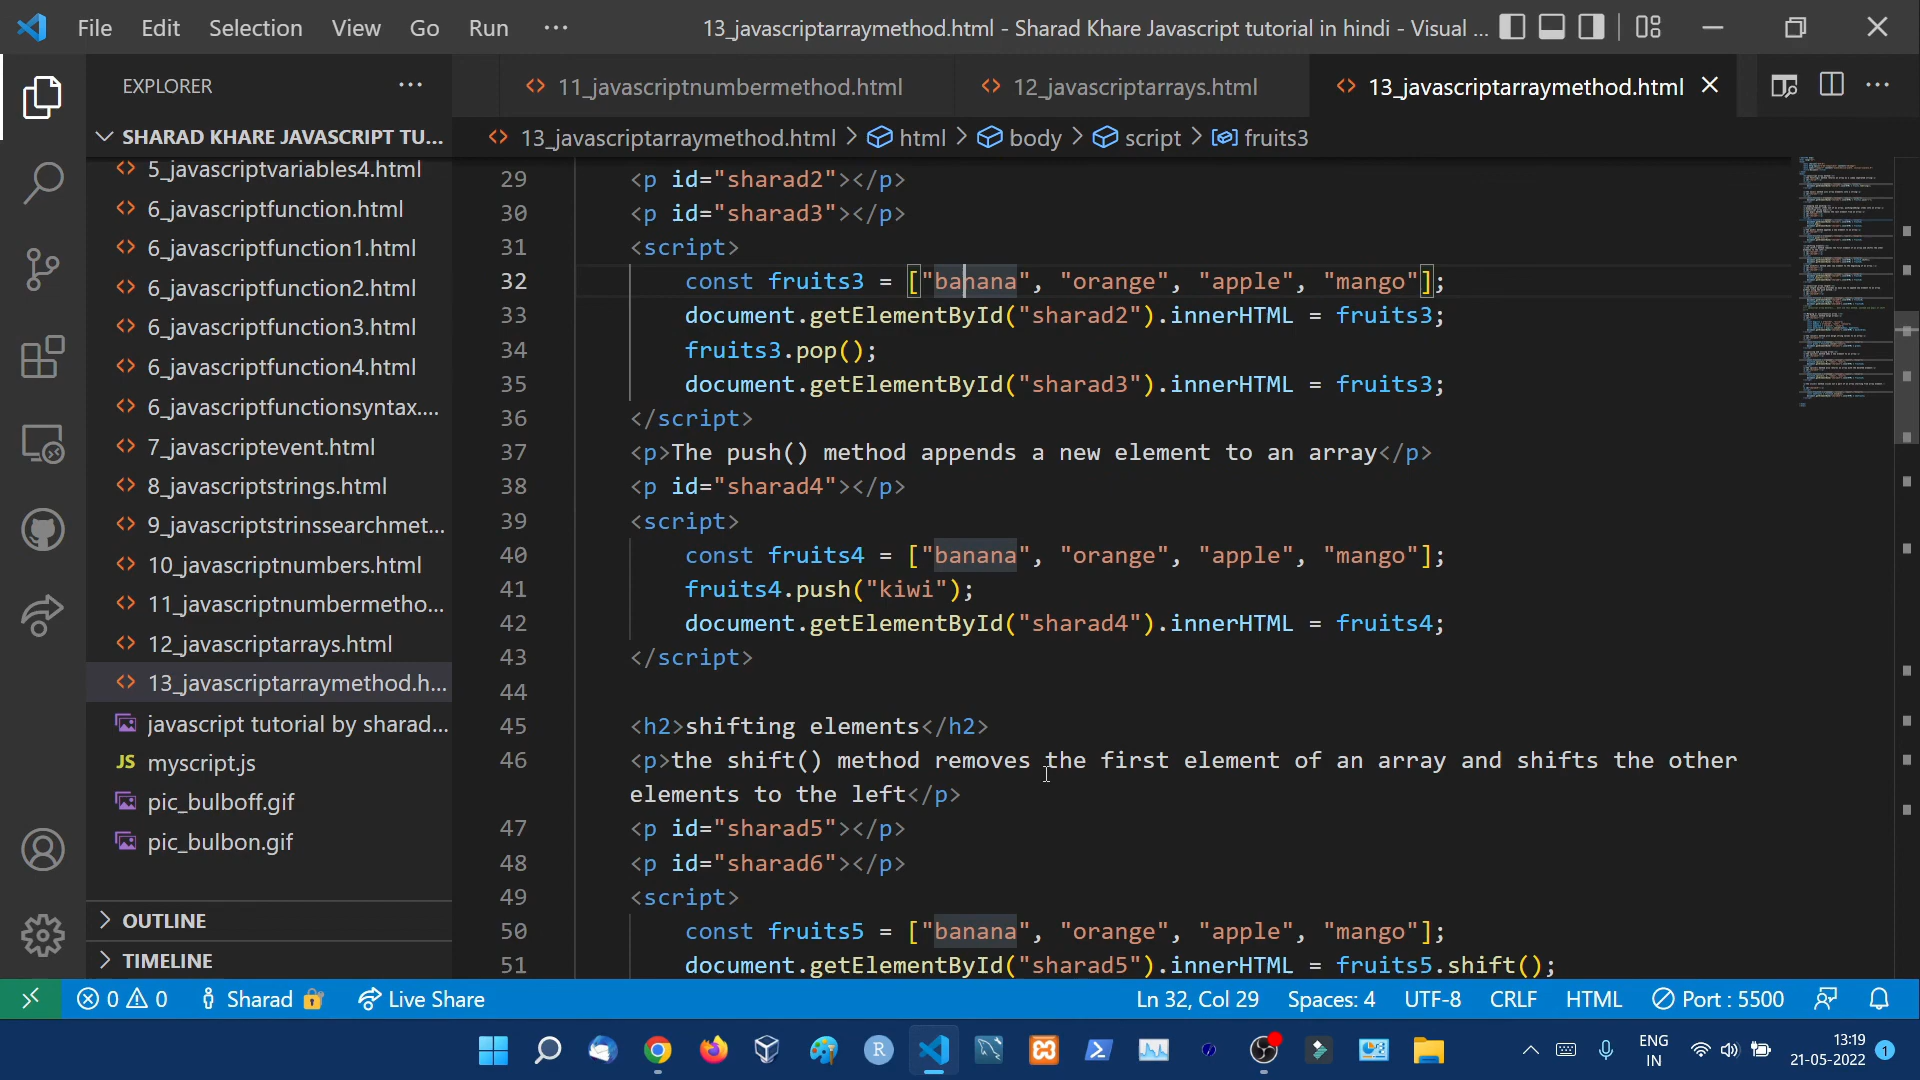 File Edit Selection View Go Run ··· 13_javascriptarraymethod.html - Sharad Khare Javascript tutorial in hindi - Visual ...
EXPLORER ···
11_javascriptnumbermethod.html
12_javascriptarrays.html
13_javascriptarraymethod.html
SHARAD KHARE JAVASCRIPT TU...
13_javascriptarraymethod.html > html > body > script > fruits3
5_javascriptvariables4.html
6_javascriptfunction.html
6_javascriptfunction1.html
6_javascriptfunction2.html
6_javascriptfunction3.html
6_javascriptfunction4.html
6_javascriptfunctionsyntax....
7_javascriptevent.html
8_javascriptstrings.html
9_javascriptstrinssearchmet...
10_javascriptnumbers.html
11_javascriptnumbermetho...
12_javascriptarrays.html
13_javascriptarraymethod.h...
javascript tutorial by sharad...
JS myscript.js
pic_bulboff.gif
pic_bulbon.gif
OUTLINE
TIMELINE
29 <p id="sharad2"></p>
30 <p id="sharad3"></p>
31 <script>
32 const fruits3 = ["banana", "orange", "apple", "mango"];
33 document.getElementById("sharad2").innerHTML = fruits3;
34 fruits3.pop();
35 document.getElementById("sharad3").innerHTML = fruits3;
36 </script>
37 <p>The push() method appends a new element to an array</p>
38 <p id="sharad4"></p>
39 <script>
40 const fruits4 = ["banana", "orange", "apple", "mango"];
41 fruits4.push("kiwi");
42 document.getElementById("sharad4").innerHTML = fruits4;
43 </script>
44
45 <h2>shifting elements</h2>
46 <p>the shift() method removes the first element of an array and shifts the other
elements to the left</p>
47 <p id="sharad5"></p>
48 <p id="sharad6"></p>
49 <script>
50 const fruits5 = ["banana", "orange", "apple", "mango"];
51 document.getElementById("sharad5").innerHTML = fruits5.shift();
0 0 Sharad Live Share Ln 32, Col 29 Spaces: 4 UTF-8 CRLF HTML Port : 5500
R
ENG
IN
13:19
21-05-2022
1